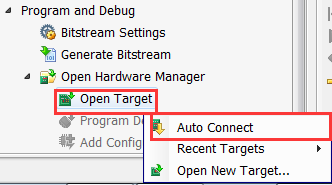 Program and Debug
Bitstream Settings
Generate Bitstream
Open Hardware Manager
Open Target
Auto Connect
Program
Recent Targets
Add Config
Open New Target...